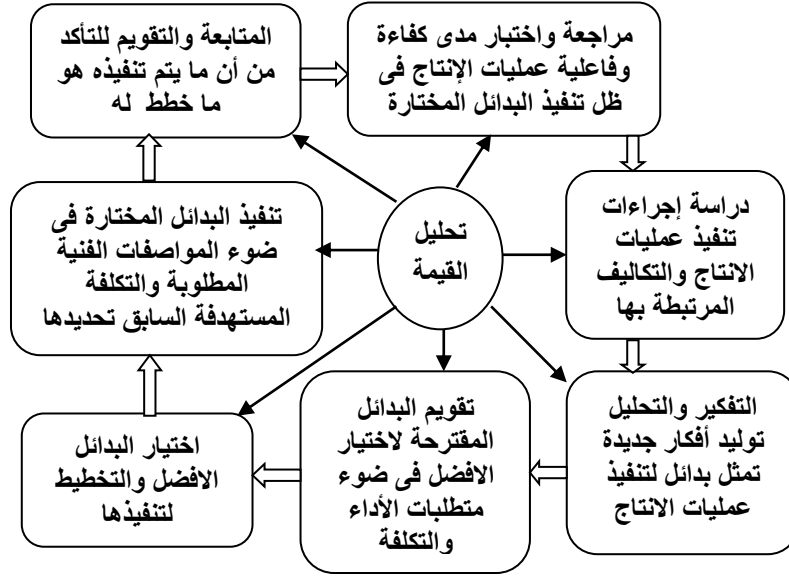 مراجعة واختبار مدى كفاءة
وفاعلية عمليات الإنتاج فى
ظل تنفيذ البدائل المختارة
المتابعة والتقويم للتأكد
من أن ما يتم تنفيذه هو
ما خطط له
دراسة إجراءات
تنفيذ عمليات
الانتاج والتكاليف
المرتبطة بها
تحليل
القيمة
تنفيذ البدائل المختارة فى
ضوء المواصفات الفنية
المطلوبة والتكلفة
المستهدفة السابق تحديدها
التفكير والتحليل
توليد أفكار جديدة
تمثل بدائل لتنفيذ
عمليات الانتاج
تقويم البدائل
المقترحة لاختيار
الافضل فى ضوء
متطلبات الأداء
والتكلفة
اختيار البدائل
الافضل والتخطيط
لتنفيذها